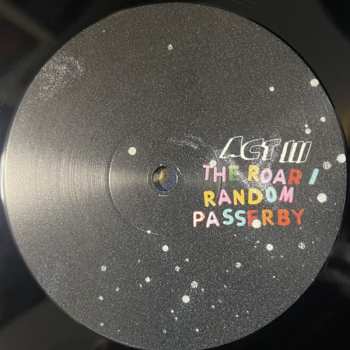 ACT III
THE ROAR /
RANDOM
PASSERBY